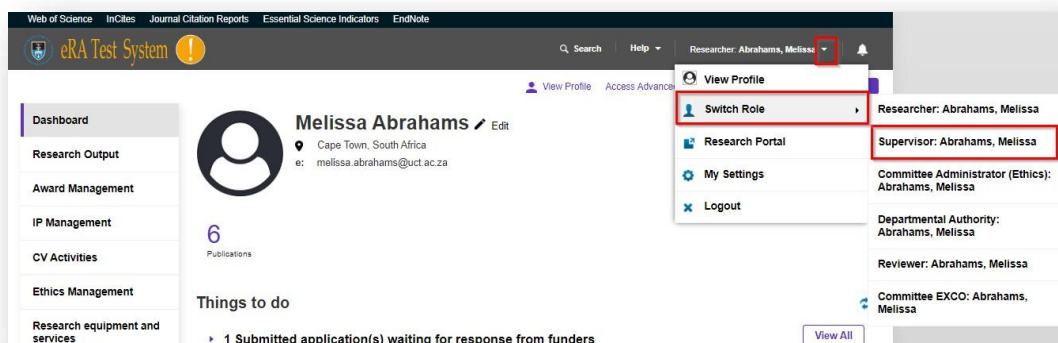 Web of Science InCites Journal Citation Reports Essential Science Indicators EndNote
eRA Test System !
Search Help Researcher: Abrahams, Melissa
View Profile Access Advance
View Profile
Switch Role
Research Portal
My Settings
Logout
Researcher: Abrahams, Melissa
Supervisor: Abrahams, Melissa
Committee Administrator (Ethics):
Abrahams, Melissa
Departmental Authority:
Abrahams, Melissa
Reviewer: Abrahams, Melissa
Committee EXCO: Abrahams,
Melissa
Dashboard
Research Output
Award Management
IP Management
CV Activities
Ethics Management
Research equipment and
services
Melissa Abrahams Edit
Cape Town, South Africa
e: melissa.abrahams@uct.ac.za
6
Publications
Things to do
1 Submitted application(s) waiting for response from funders
View All